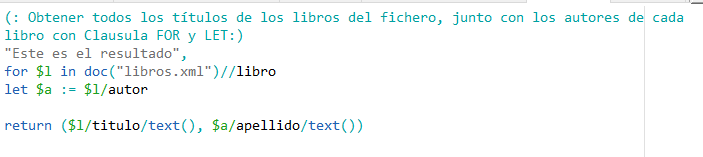 (: Obtener todos los títulos de los libros del fichero, junto con los autores de cada
libro con Clausula FOR y LET:)
"Este es el resultado",
for $l in doc("libros.xml")//libro
let $a := $l/autor
return ($l/titulo/text(), $a/apellido/text())